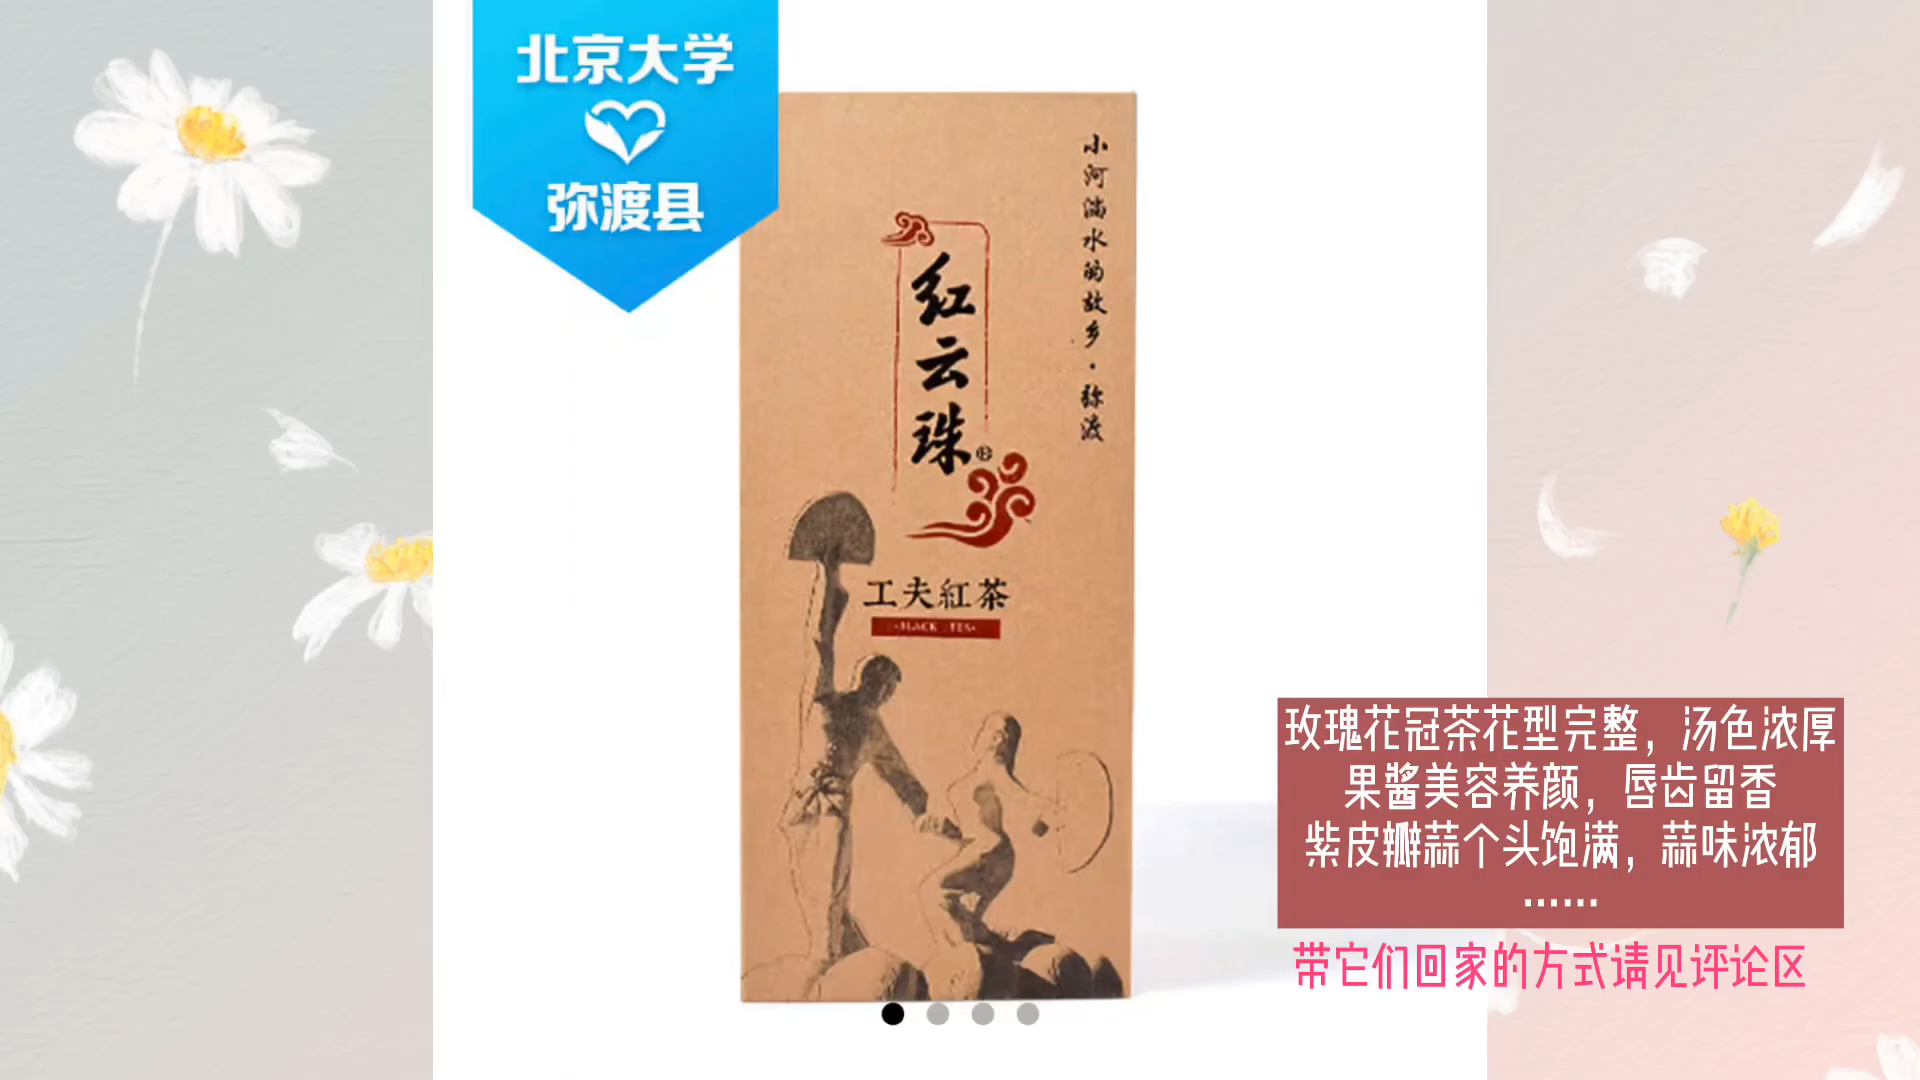 北京大学
弥渡县
小河淌水的故乡·弥渡
红云珠
工夫紅茶
BLACK TEA
玫瑰花冠茶花型完整，汤色浓厚
果酱美容养颜，唇齿留香
紫皮瓣蒜个头饱满，蒜味浓郁
......
带它们回家的方式请见评论区